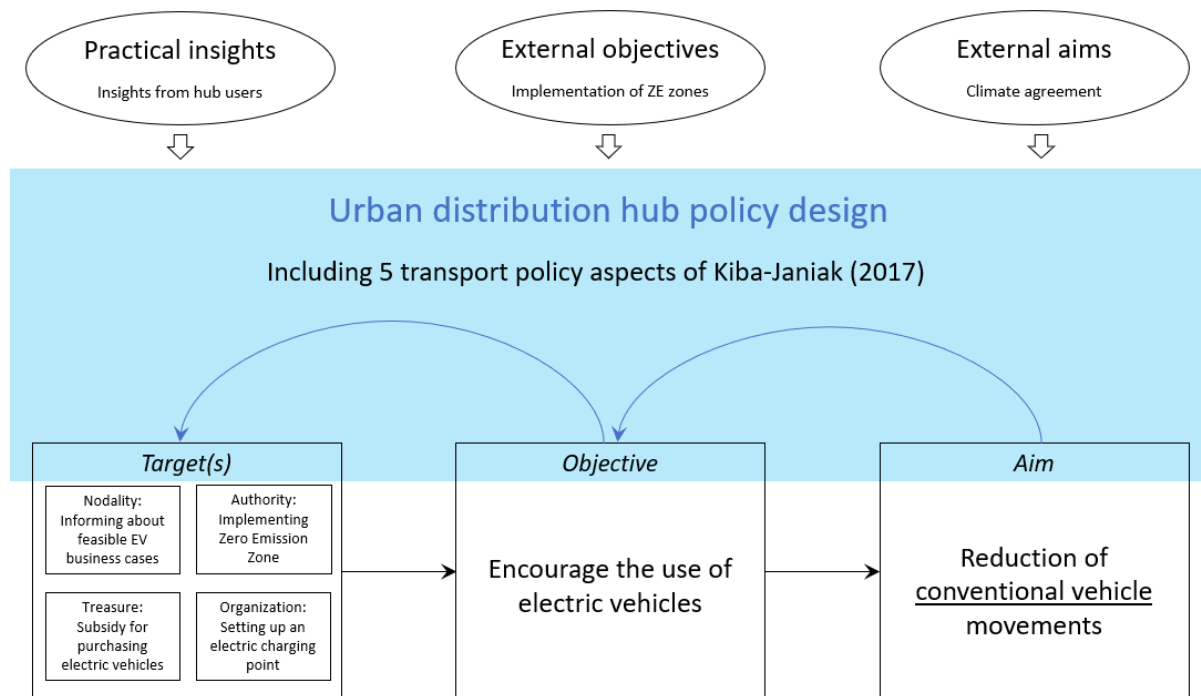 Practical insights
Insights from hub users
External objectives
Implementation of ZE zones
External aims
Climate agreement
Urban distribution hub policy design
Including 5 transport policy aspects of Kiba-Janiak (2017)
Target(s)
Nodality:
Informing about
feasible EV
business cases
Authority:
Implementing
Zero Emission
Zone
Treasure:
Subsidy for
purchasing
electric vehicles
Organization:
Setting up an
electric charging
point
Objective
Encourage the use of
electric vehicles
Aim
Reduction of
conventional vehicle
movements